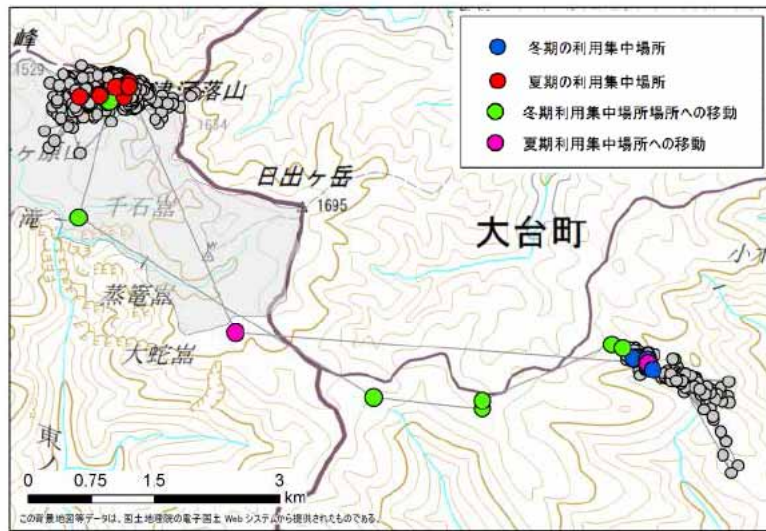 峰
1529
冬期の利用集中場所
夏期の利用集中場所
冬期利用集中場所場所への移動
夏期利用集中場所への移動
津河落山
1654
ヶ原山
日出ヶ岳
1695
千石嵓
滝
大台町
小木
蒸篭嵓
大蛇嵓
東ノ
0 0.75 1.5 3
km
この背景地図等データは、国土地理院の電子国土 Web システムから提供されたものである。